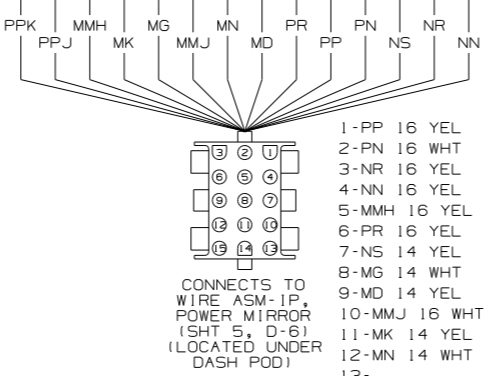 PPK MMH MG MN PR PN NR
PPJ MK MMJ MD PP NS NN
3 2 1
6 5 4
9 8 7
12 11 10
15 14 13
1-PP 16 YEL
2-PN 16 WHT
3-NR 16 YEL
4-NN 16 YEL
5-MMH 16 YEL
6-PR 16 YEL
7-NS 14 YEL
8-MG 14 WHT
9-MD 14 YEL
10-MMJ 16 WHT
11-MK 14 YEL
12-MN 14 WHT
13-
CONNECTS TO
WIRE ASM-IP,
POWER MIRROR
(SHT 5, D-6)
(LOCATED UNDER
DASH POD)